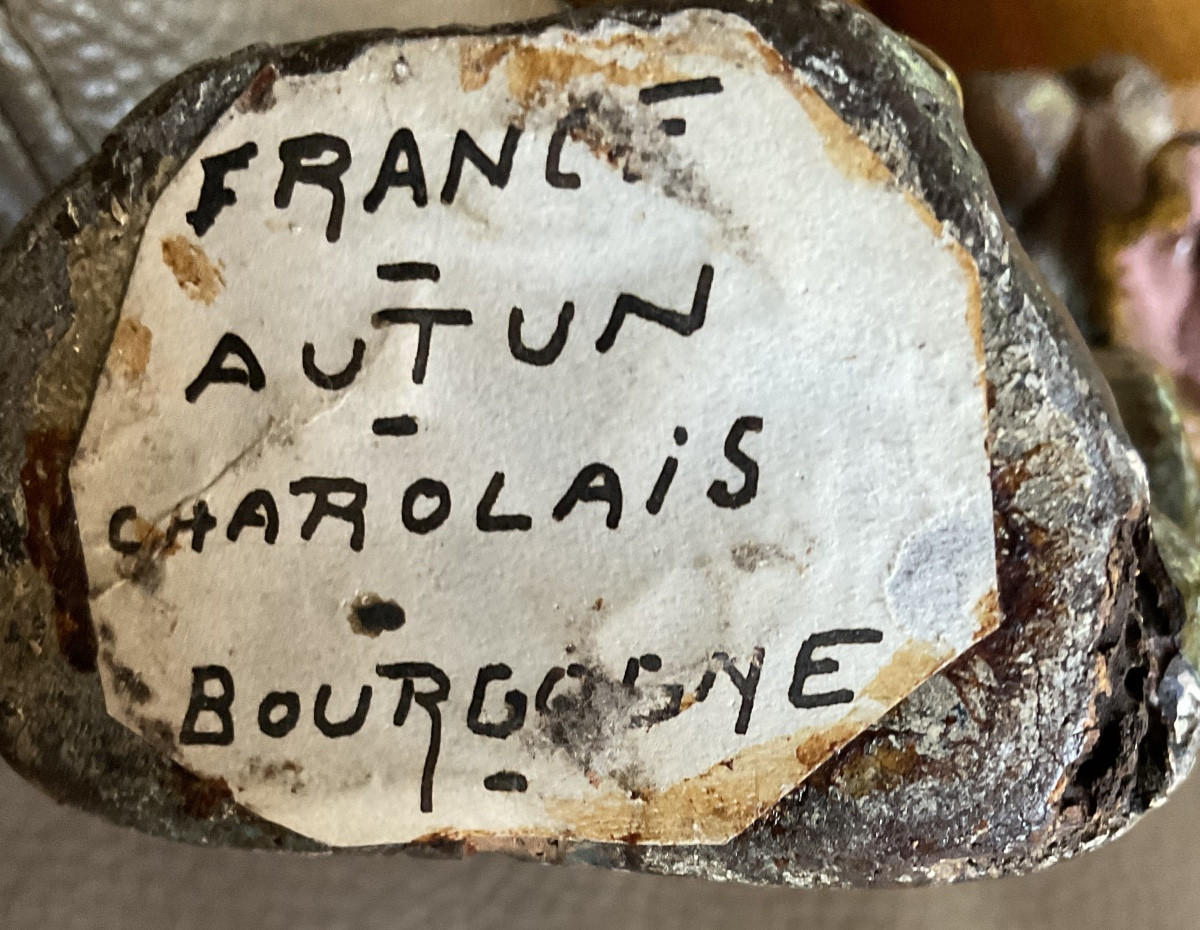 FRANCE
-
AUTUN
-
CHAROLAiS
-
BOURGOGNE
-